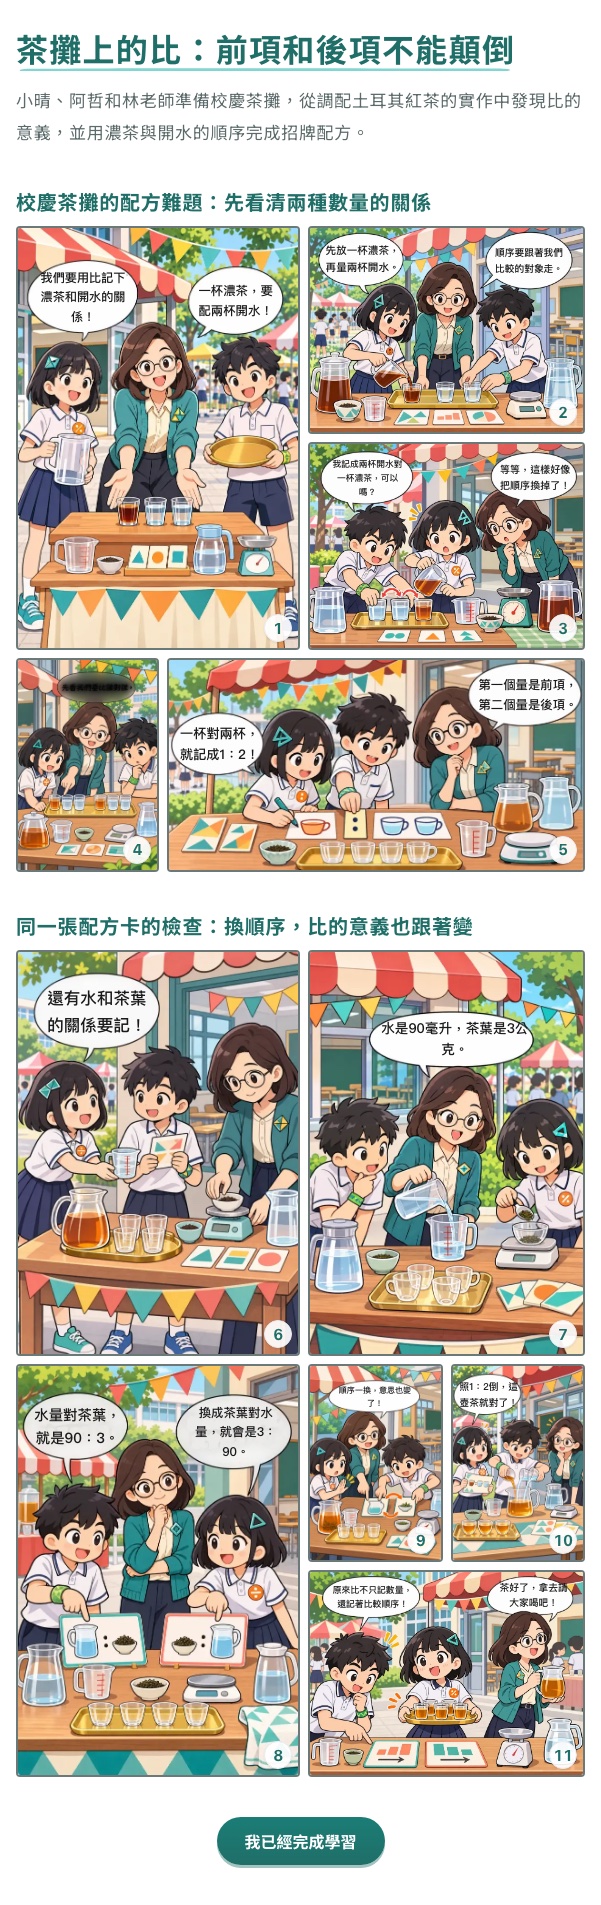 茶攤上的比：前項和後項不能顛倒
小晴、阿哲和林老師準備校慶茶攤，從調配土耳其紅茶的實作中發現比的
意義，並用濃茶與開水的順序完成招牌配方。
校慶茶攤的配方難題：先看清兩種數量的關係
我們要用比記下
濃茶和開水的關
係！
一杯濃茶，要
配兩杯開水！
1
先放一杯濃茶，
再量兩杯開水。
順序要跟著我們
比較的對象走。
2
我記成兩杯開水對
一杯濃茶，可以
嗎？
等等，這樣好像
把順序換掉了！
3
4
一杯對兩杯，
就記成1：2！
第一個量是前項，
第二個量是後項。
5
同一張配方卡的檢查：換順序，比的意義也跟著變
還有水和茶葉
的關係要記！
6
水是90毫升，茶葉是3公
克。
7
水量對茶葉，
就是90：3。
換成茶葉對水
量，就會是3：
90。
8
順序一換，意思也變
了！
9
照1：2倒，這
壺茶就對了！
10
原來比不只記數量，
還記著比較順序！
茶好了，拿去請
大家喝吧！
11
我已經完成學習